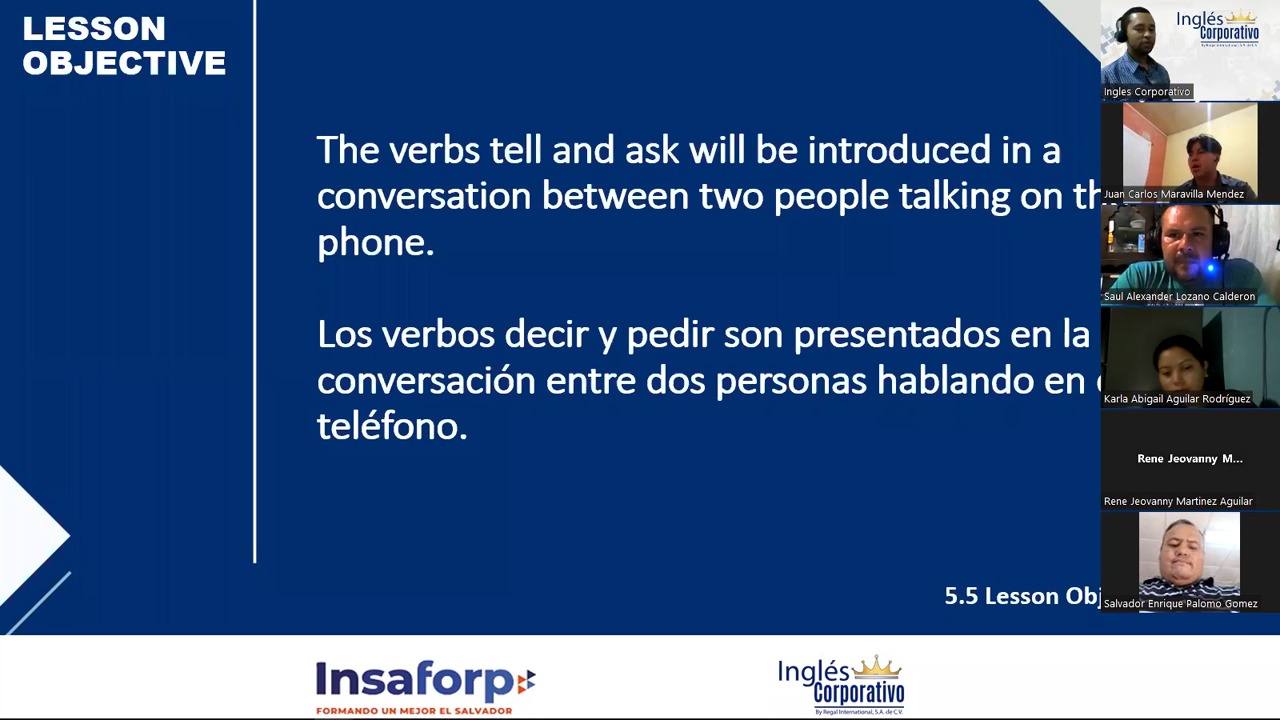 LESSON
OBJECTIVE
The verbs tell and ask will be introduced in a
conversation between two people talking on
phone.
Los verbos decir y pedir son presentados en la
conversación entre dos personas hablando en
teléfono.
5.5 Lesson
Insaforp
FORMANDO UN MEJOR EL SALVADOR
Inglés
Corporativo
By Regal International, S.A. de C.V.
Inglés
Corporativo
Ingles Corporativo
Juan Carlos Maravilla Mendez
Saul Alexander Lozano Calderon
Karla Abigail Aguilar Rodríguez
Rene Jeovanny M...
Rene Jeovanny Martinez Aguilar
Salvador Enrique Palomo Gomez